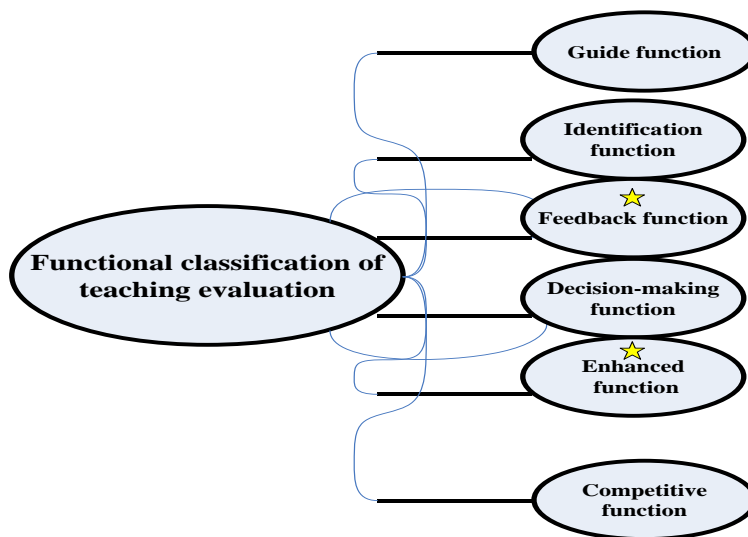 Guide function
Identification
function
Feedback function
Functional classification of
teaching evaluation
Decision-making
function
Enhanced
function
Competitive
function